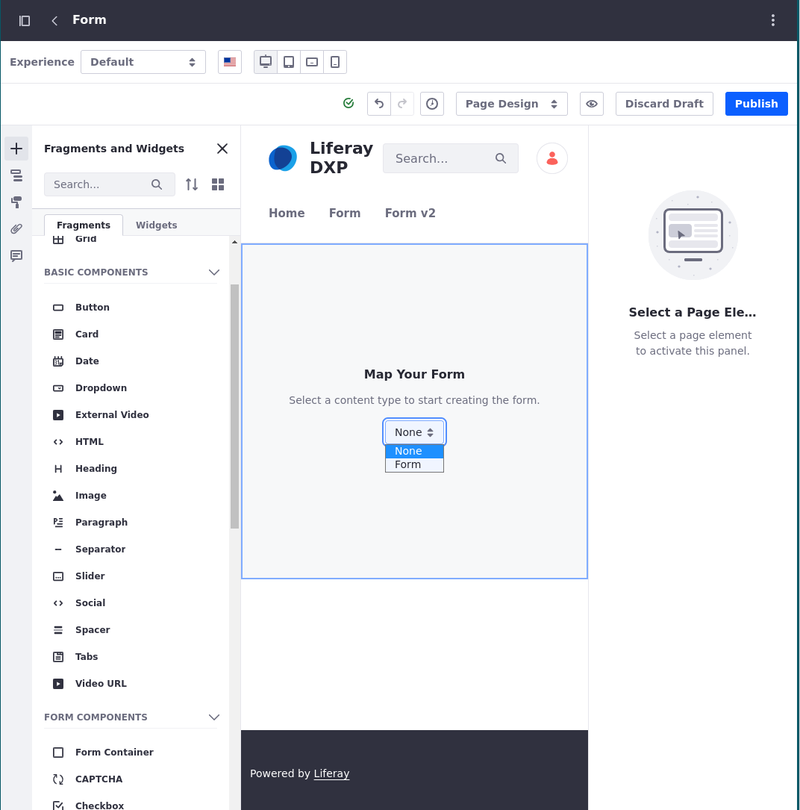 Form
Experience
Default
Page Design
Discard Draft
Publish
Fragments and Widgets
Search...
Fragments
Widgets
Grid
BASIC COMPONENTS
Button
Card
Date
Dropdown
External Video
HTML
Heading
Image
Paragraph
Separator
Slider
Social
Spacer
Tabs
Video URL
FORM COMPONENTS
Form Container
CAPTCHA
Checkbox
Liferay
DXP
Search...
Home
Form
Form v2
Map Your Form
Select a content type to start creating the form.
None
None
Form
Powered by Liferay
Select a Page Ele...
Select a page element
to activate this panel.